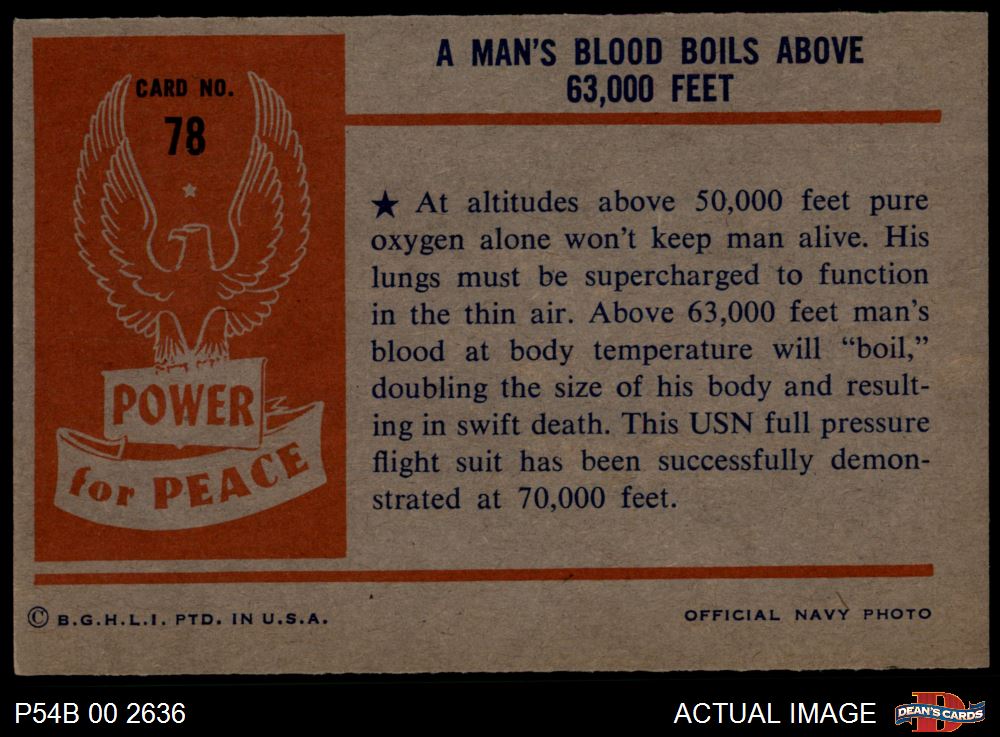 CARD NO.
78
POWER
for PEACE
A MAN'S BLOOD BOILS ABOVE
63,000 FEET
★ At altitudes above 50,000 feet pure
oxygen alone won't keep man alive. His
lungs must be supercharged to function
in the thin air. Above 63,000 feet man's
blood at body temperature will “boil,”
doubling the size of his body and result-
ing in swift death. This USN full pressure
flight suit has been successfully demon-
strated at 70,000 feet.
© B.G.H.L.I. PTD. IN U.S.A.
OFFICIAL NAVY PHOTO
P54B 00 2636
ACTUAL IMAGE
DEAN'S CARDS